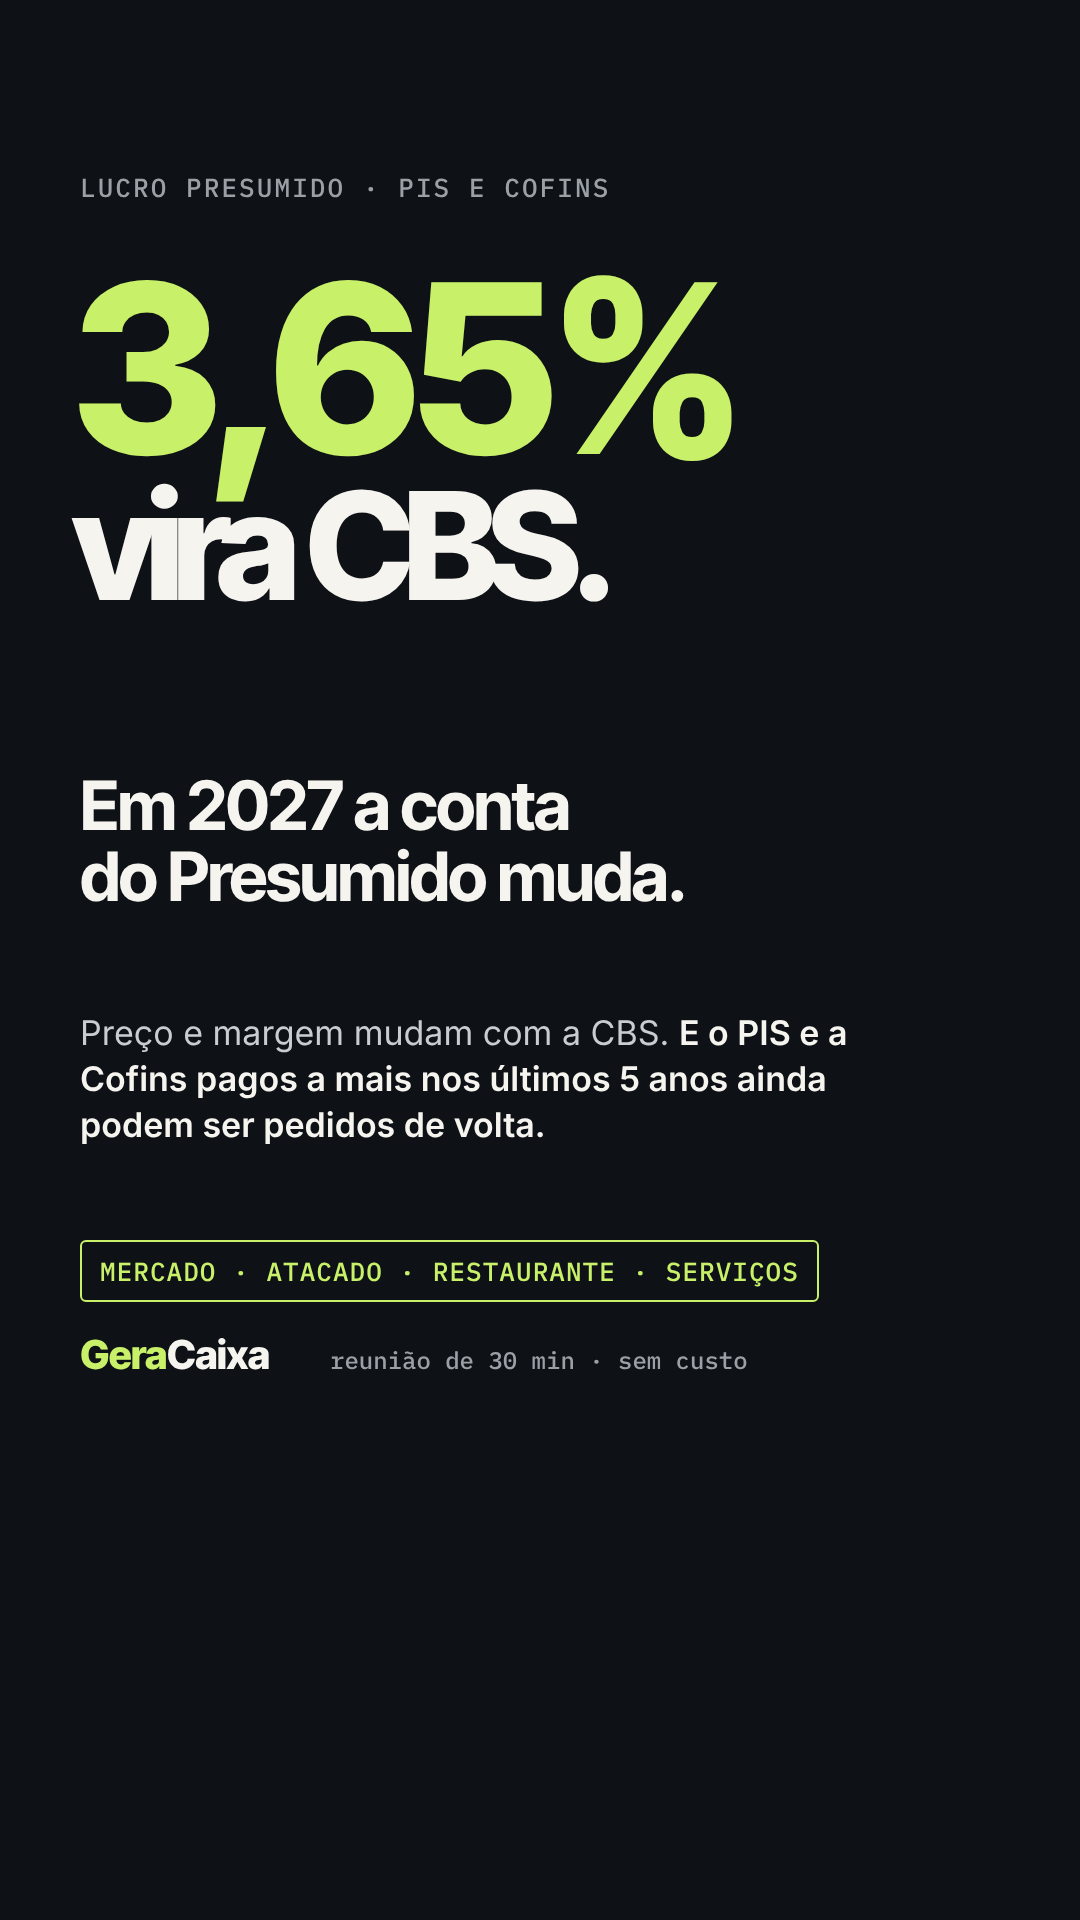 LUCRO PRESUMIDO · PIS E COFINS
3,65%
vira CBS.
Em 2027 a conta
do Presumido muda.
Preço e margem mudam com a CBS. E o PIS e a
Cofins pagos a mais nos últimos 5 anos ainda
podem ser pedidos de volta.
MERCADO · ATACADO · RESTAURANTE · SERVIÇOS
GeraCaixa reunião de 30 min · sem custo